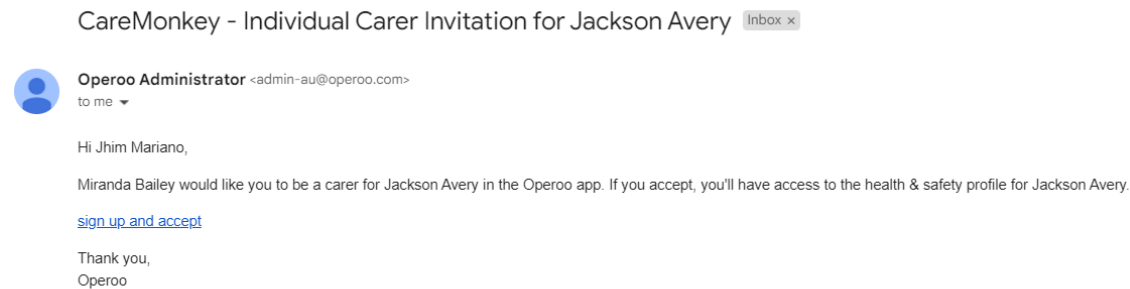 CareMonkey - Individual Carer Invitation for Jackson Avery Inbox ×
Operoo Administrator <admin-au@operoo.com>
to me
Hi Jhim Mariano,
Miranda Bailey would like you to be a carer for Jackson Avery in the Operoo app. If you accept, you'll have access to the health & safety profile for Jackson Avery.
sign up and accept
Thank you,
Operoo